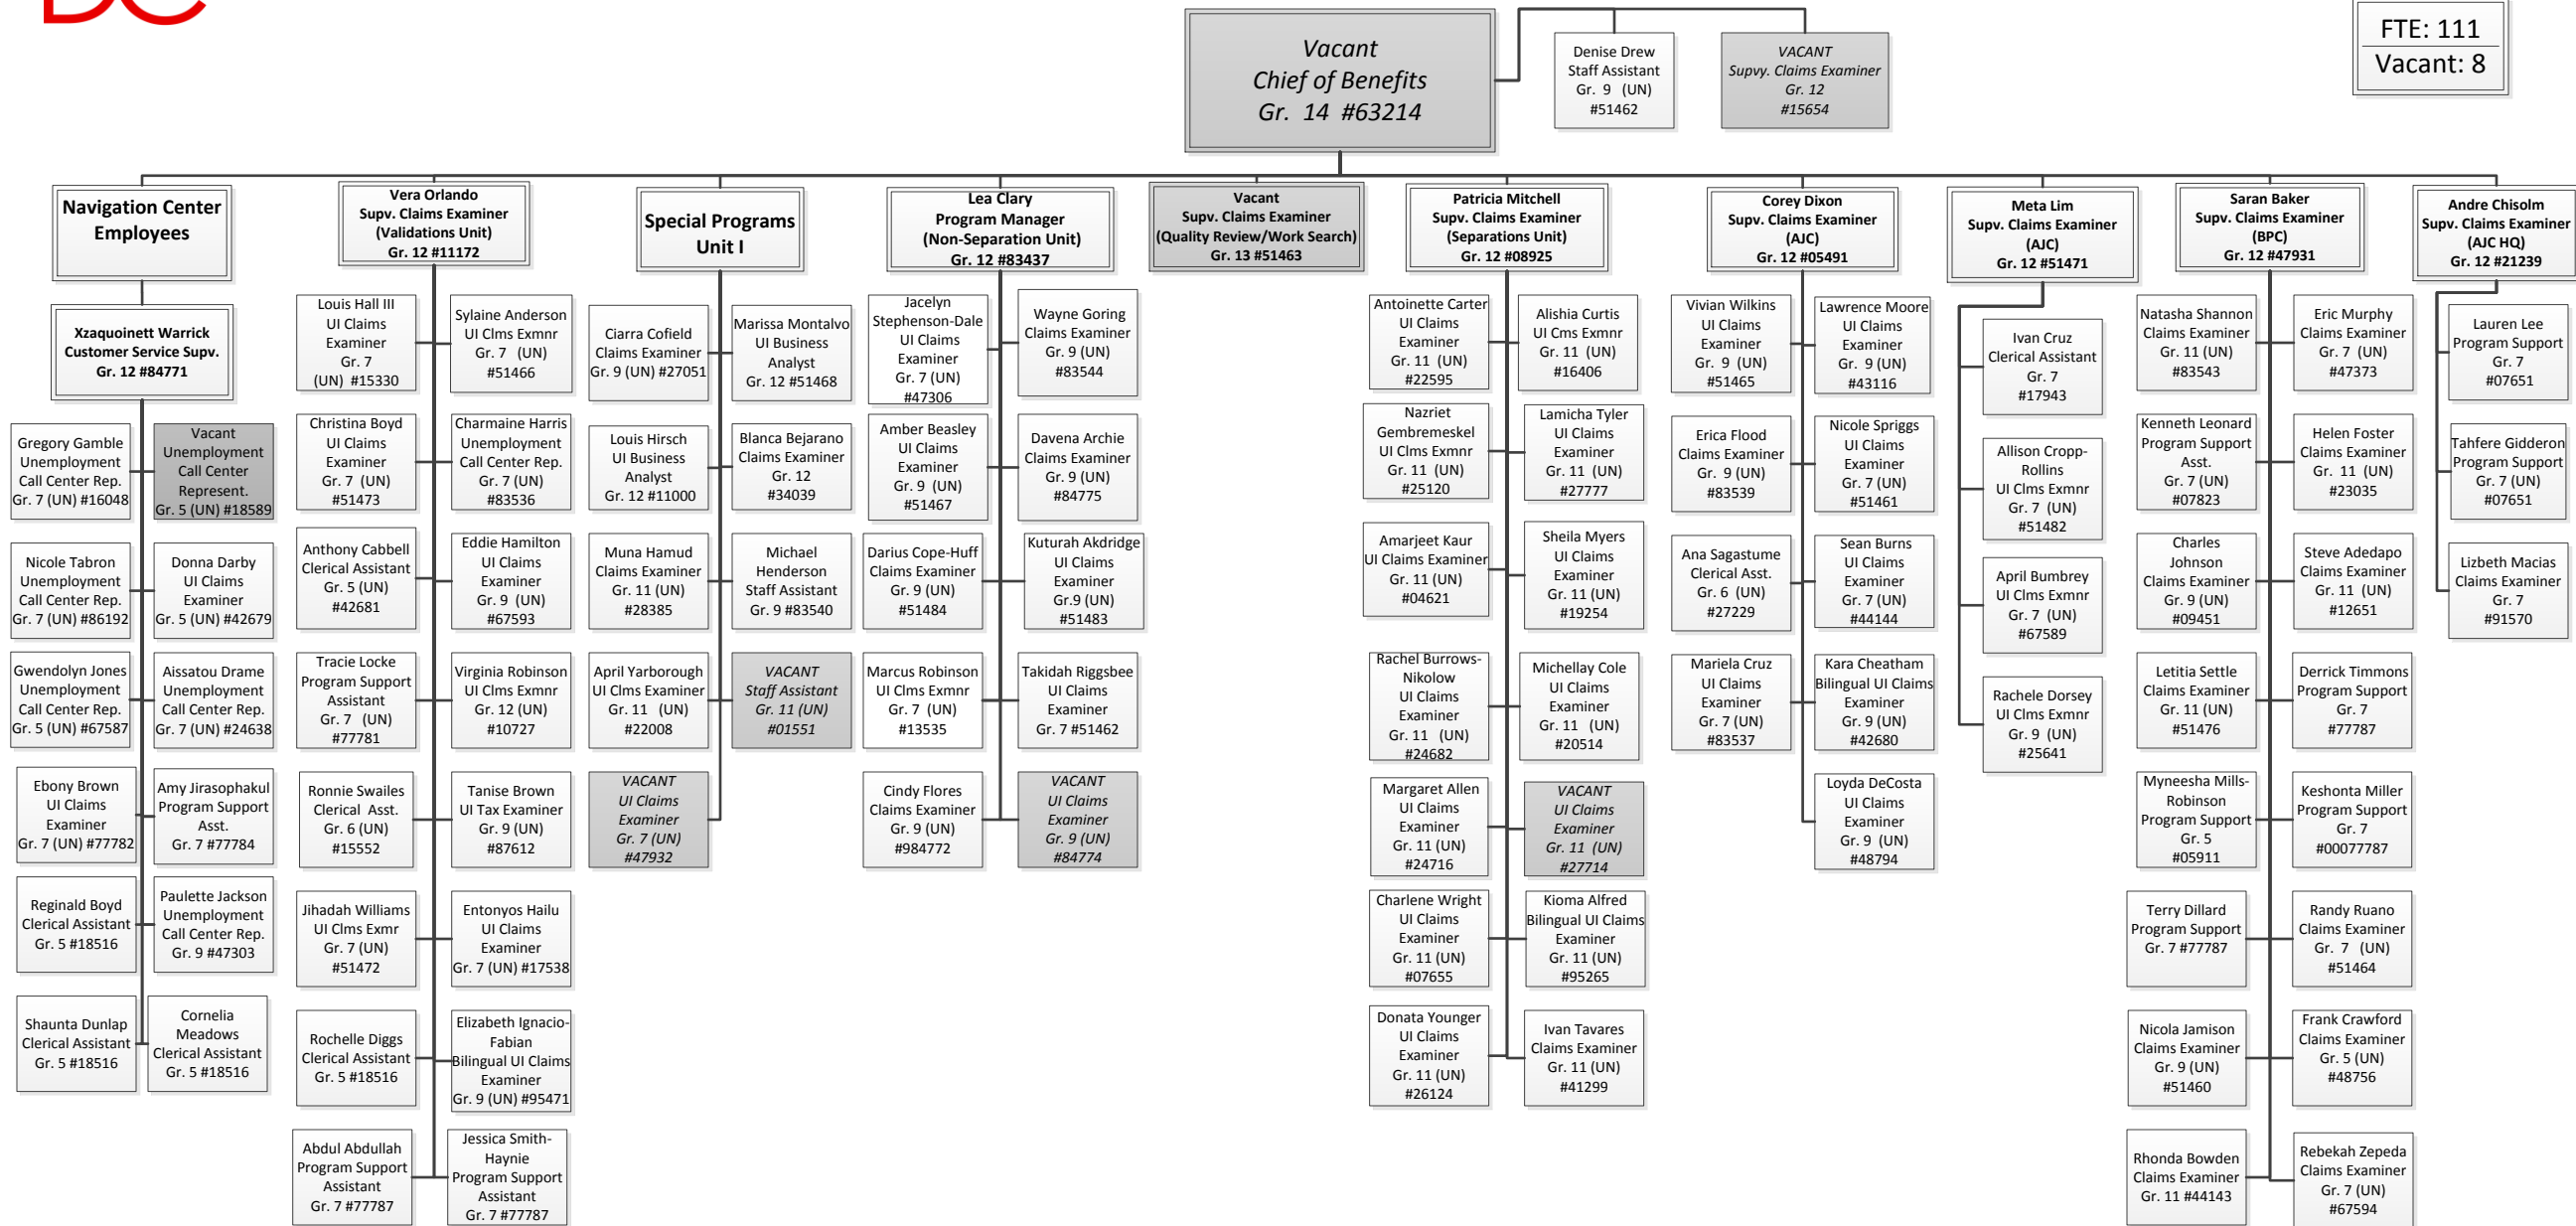 DC
Vacant
Chief of Benefits
Gr. 14 #63214
Denise Drew
Staff Assistant
Gr. 9 (UN)
#51462
VACANT
Supvy. Claims Examiner
Gr. 12
#15654
FTE: 111
Vacant: 8
Navigation Center
Employees
Xzaquoinett Warrick
Customer Service Supv.
Gr. 12 #84771
Gregory Gamble
Unemployment
Call Center Rep.
Gr. 7 (UN) #16048
Vacant
Unemployment
Call Center
Represent.
Gr. 5 (UN) #18589
Nicole Tabron
Unemployment
Call Center Rep.
Gr. 7 (UN) #86192
Donna Darby
UI Claims
Examiner
Gr. 5 (UN) #42679
Gwendolyn Jones
Unemployment
Call Center Rep.
Gr. 5 (UN) #67587
Aissatou Drame
Unemployment
Call Center Rep.
Gr. 7 (UN) #24638
Ebony Brown
UI Claims
Examiner
Gr. 7 (UN) #77782
Amy Jirasophakul
Program Support
Asst.
Gr. 7 #77784
Reginald Boyd
Clerical Assistant
Gr. 5 #18516
Paulette Jackson
Unemployment
Call Center Rep.
Gr. 9 #47303
Shaunta Dunlap
Clerical Assistant
Gr. 5 #18516
Cornelia
Meadows
Clerical Assistant
Gr. 5 #18516
Vera Orlando
Supv. Claims Examiner
(Validations Unit)
Gr. 12 #11172
Louis Hall III
UI Claims
Examiner
Gr. 7
(UN) #15330
Sylaine Anderson
UI Clms Exmnr
Gr. 7 (UN)
#51466
Christina Boyd
UI Claims
Examiner
Gr. 7 (UN)
#51473
Charmaine Harris
Unemployment
Call Center Rep.
Gr. 7 (UN)
#83536
Anthony Cabbell
Clerical Assistant
Gr. 5 (UN)
#42681
Eddie Hamilton
UI Claims
Examiner
Gr. 9 (UN)
#67593
Tracie Locke
Program Support
Assistant
Gr. 7 (UN)
#77781
Virginia Robinson
UI Clms Exmnr
Gr. 12 (UN)
#10727
Ronnie Swailes
Clerical Asst.
Gr. 6 (UN)
#15552
Tanise Brown
UI Tax Examiner
Gr. 9 (UN)
#87612
Jihadah Williams
UI Clms Exmr
Gr. 7 (UN)
#51472
Entonyos Hailu
UI Claims
Examiner
Gr. 7 (UN) #17538
Rochelle Diggs
Clerical Assistant
Gr. 5 #18516
Elizabeth Ignacio-
Fabian
Bilingual UI Claims
Examiner
Gr. 9 (UN) #95471
Abdul Abdullah
Program Support
Assistant
Gr. 7 #77787
Jessica Smith-
Haynie
Program Support
Assistant
Gr. 7 #77787
Special Programs
Unit I
Ciarra Cofield
Claims Examiner
Gr. 9 (UN) #27051
Marissa Montalvo
UI Business
Analyst
Gr. 12 #51468
Louis Hirsch
UI Business
Analyst
Gr. 12 #11000
Blanca Bejarano
Claims Examiner
Gr. 12
#34039
Muna Hamud
Claims Examiner
Gr. 11 (UN)
#28385
Michael
Henderson
Staff Assistant
Gr. 9 #83540
April Yarborough
UI Clms Examiner
Gr. 11 (UN)
#22008
VACANT
Staff Assistant
Gr. 11 (UN)
#01551
VACANT
UI Claims
Examiner
Gr. 7 (UN)
#47932
Lea Clary
Program Manager
(Non-Separation Unit)
Gr. 12 #83437
Jacelyn
Stephenson-Dale
UI Claims
Examiner
Gr. 7 (UN)
#47306
Wayne Goring
Claims Examiner
Gr. 9 (UN)
#83544
Amber Beasley
UI Claims
Examiner
Gr. 9 (UN)
#51467
Davena Archie
Claims Examiner
Gr. 9 (UN)
#84775
Darius Cope-Huff
Claims Examiner
Gr. 9 (UN)
#51484
Kuturah Akdridge
UI Claims
Examiner
Gr.9 (UN)
#51483
Marcus Robinson
UI Clms Exmnr
Gr. 7 (UN)
#13535
Takidah Riggsbee
UI Claims
Examiner
Gr. 7 #51462
Cindy Flores
Claims Examiner
Gr. 9 (UN)
#984772
VACANT
UI Claims
Examiner
Gr. 9 (UN)
#84774
Vacant
Supv. Claims Examiner
(Quality Review/Work Search)
Gr. 13 #51463
Patricia Mitchell
Supv. Claims Examiner
(Separations Unit)
Gr. 12 #08925
Antoinette Carter
UI Claims
Examiner
Gr. 11 (UN)
#22595
Alishia Curtis
UI Cms Exmnr
Gr. 11 (UN)
#16406
Nazriet
Gembremeskel
UI Clms Exmnr
Gr. 11 (UN)
#25120
Lamicha Tyler
UI Claims
Examiner
Gr. 11 (UN)
#27777
Amarjeet Kaur
UI Claims Examiner
Gr. 11 (UN)
#04621
Sheila Myers
UI Claims
Examiner
Gr. 11 (UN)
#19254
Rachel Burrows-
Nikolow
UI Claims
Examiner
Gr. 11 (UN)
#24682
Michellay Cole
UI Claims
Examiner
Gr. 11 (UN)
#20514
Margaret Allen
UI Claims
Examiner
Gr. 11 (UN)
#24716
VACANT
UI Claims
Examiner
Gr. 11 (UN)
#27714
Charlene Wright
UI Claims
Examiner
Gr. 11 (UN)
#07655
Kioma Alfred
Bilingual UI Claims
Examiner
Gr. 11 (UN)
#95265
Donata Younger
UI Claims
Examiner
Gr. 11 (UN)
#26124
Ivan Tavares
Claims Examiner
Gr. 11 (UN)
#41299
Corey Dixon
Supv. Claims Examiner
(AJC)
Gr. 12 #05491
Vivian Wilkins
UI Claims
Examiner
Gr. 9 (UN)
#51465
Lawrence Moore
UI Claims
Examiner
Gr. 9 (UN)
#43116
Erica Flood
Claims Examiner
Gr. 9 (UN)
#83539
Nicole Spriggs
UI Claims
Examiner
Gr. 7 (UN)
#51461
Ana Sagastume
Clerical Asst.
Gr. 6 (UN)
#27229
Sean Burns
UI Claims
Examiner
Gr. 7 (UN)
#44144
Mariela Cruz
UI Claims
Examiner
Gr. 7 (UN)
#83537
Kara Cheatham
Bilingual UI Claims
Examiner
Gr. 9 (UN)
#42680
Loyda DeCosta
UI Claims
Examiner
Gr. 9 (UN)
#48794
Meta Lim
Supv. Claims Examiner
(AJC)
Gr. 12 #51471
Ivan Cruz
Clerical Assistant
Gr. 7
#17943
Allison Cropp-
Rollins
UI Clms Exmnr
Gr. 7 (UN)
#51482
April Bumbrey
UI Clms Exmnr
Gr. 7 (UN)
#67589
Rachele Dorsey
UI Clms Exmnr
Gr. 9 (UN)
#25641
Saran Baker
Supv. Claims Examiner
(BPC)
Gr. 12 #47931
Natasha Shannon
Claims Examiner
Gr. 11 (UN)
#83543
Eric Murphy
Claims Examiner
Gr. 7 (UN)
#47373
Kenneth Leonard
Program Support
Asst.
Gr. 7 (UN)
#07823
Helen Foster
Claims Examiner
Gr. 11 (UN)
#23035
Charles
Johnson
Claims Examiner
Gr. 9 (UN)
#09451
Steve Adedapo
Claims Examiner
Gr. 11 (UN)
#12651
Letitia Settle
Claims Examiner
Gr. 11 (UN)
#51476
Derrick Timmons
Program Support
Gr. 7
#77787
Myneesha Mills-
Robinson
Program Support
Gr. 5
#05911
Keshonta Miller
Program Support
Gr. 7
#00077787
Terry Dillard
Program Support
Gr. 7 #77787
Randy Ruano
Claims Examiner
Gr. 7 (UN)
#51464
Nicola Jamison
Claims Examiner
Gr. 9 (UN)
#51460
Frank Crawford
Claims Examiner
Gr. 5 (UN)
#48756
Rhonda Bowden
Claims Examiner
Gr. 11 #44143
Rebekah Zepeda
Claims Examiner
Gr. 7 (UN)
#67594
Andre Chisolm
Supv. Claims Examiner
(AJC HQ)
Gr. 12 #21239
Lauren Lee
Program Support
Gr. 7
#07651
Tahfere Gidderon
Program Support
Gr. 7 (UN)
#07651
Lizbeth Macias
Claims Examiner
Gr. 7
#91570